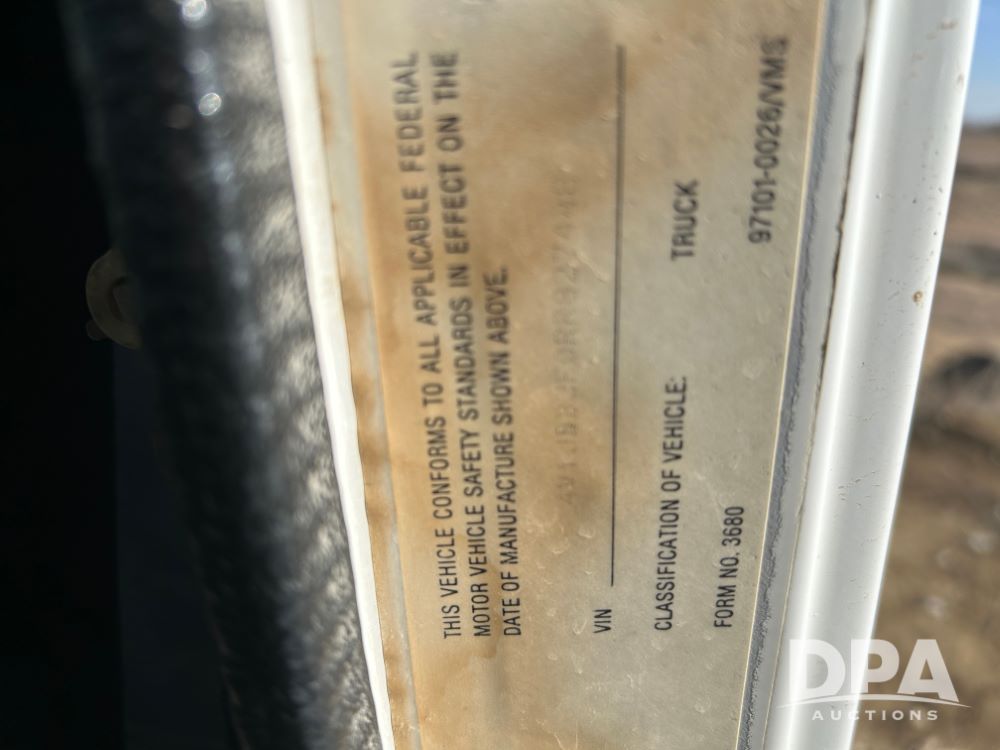 THIS VEHICLE CONFORMS TO ALL APPLICABLE FEDERAL
MOTOR VEHICLE SAFETY STANDARDS IN EFFECT ON THE
DATE OF MANUFACTURE SHOWN ABOVE.
VIN
CLASSIFICATION OF VEHICLE: TRUCK
FORM NO. 3680 97101-0026/VMS
DPA
AUCTIONS